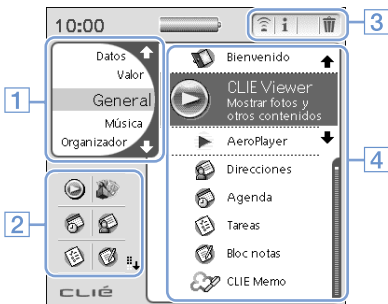 10:00
i
3
Datos
Valor
General
Música
Organizador
1
Bienvenido
CLIE Viewer
Mostrar fotos y
otros contenidos
AeroPlayer
Direcciones
Agenda
Tareas
Bloc notas
CLIE Memo
4
2
CLIÉ